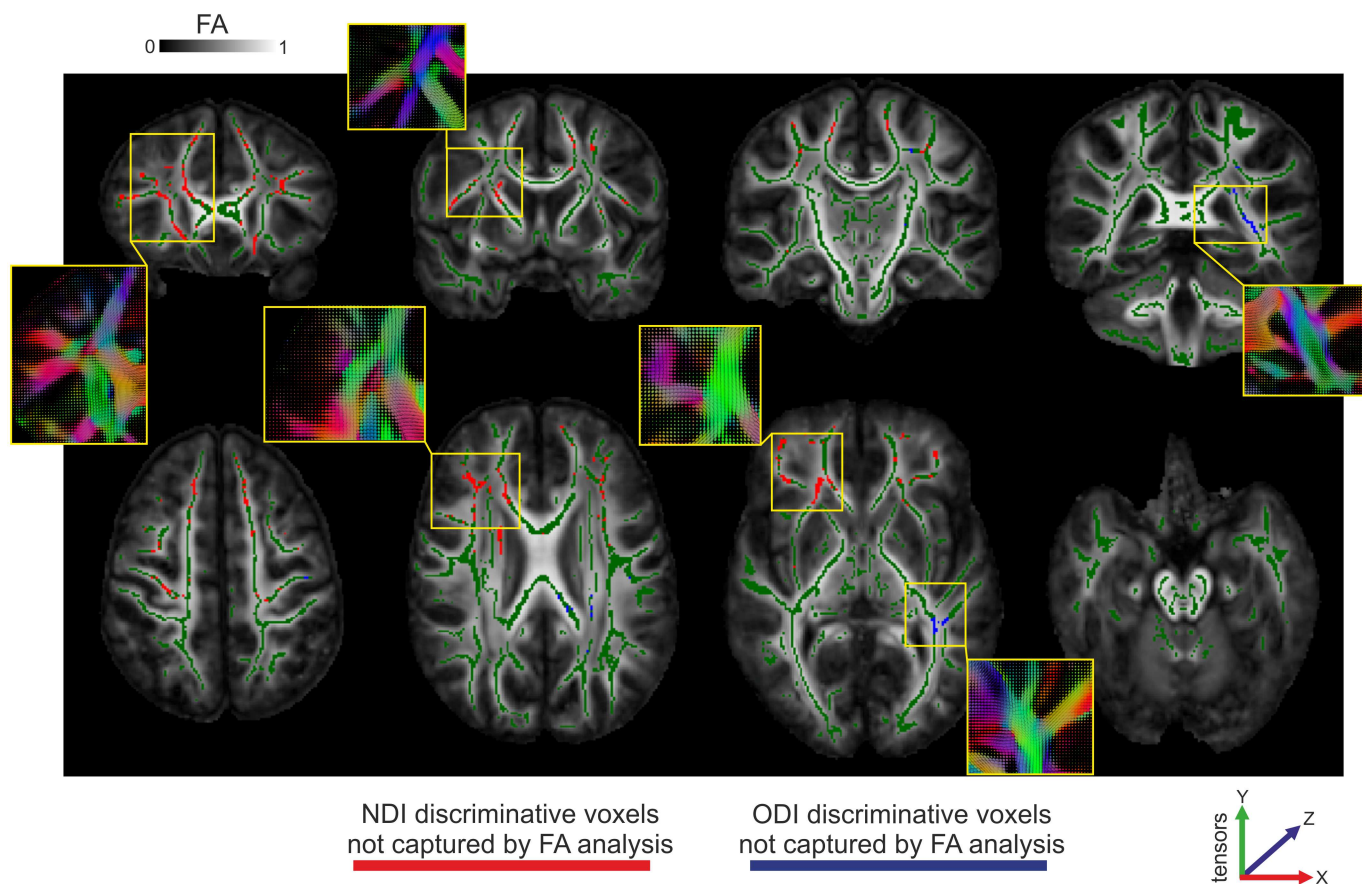 FA
0 1
NDI discriminative voxels
not captured by FA analysis
ODI discriminative voxels
not captured by FA analysis
tensors
Y
Z
X